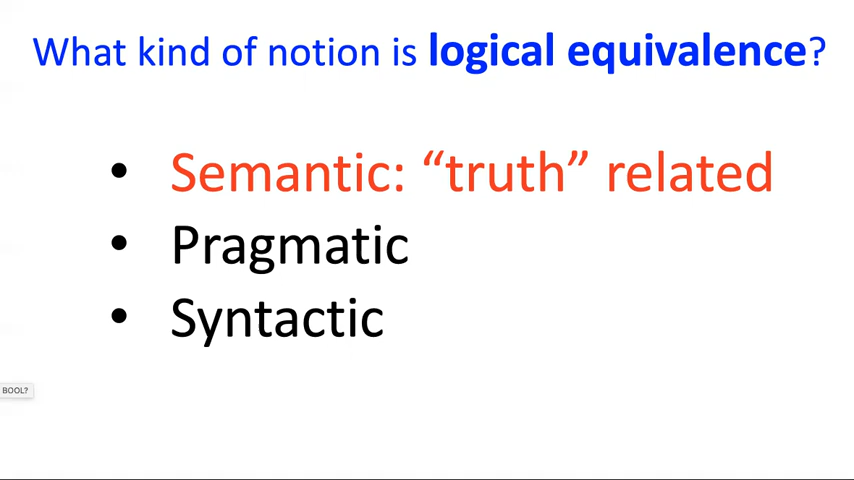 What kind of notion is logical equivalence?
• Semantic: “truth” related
• Pragmatic
• Syntactic
BOOL?